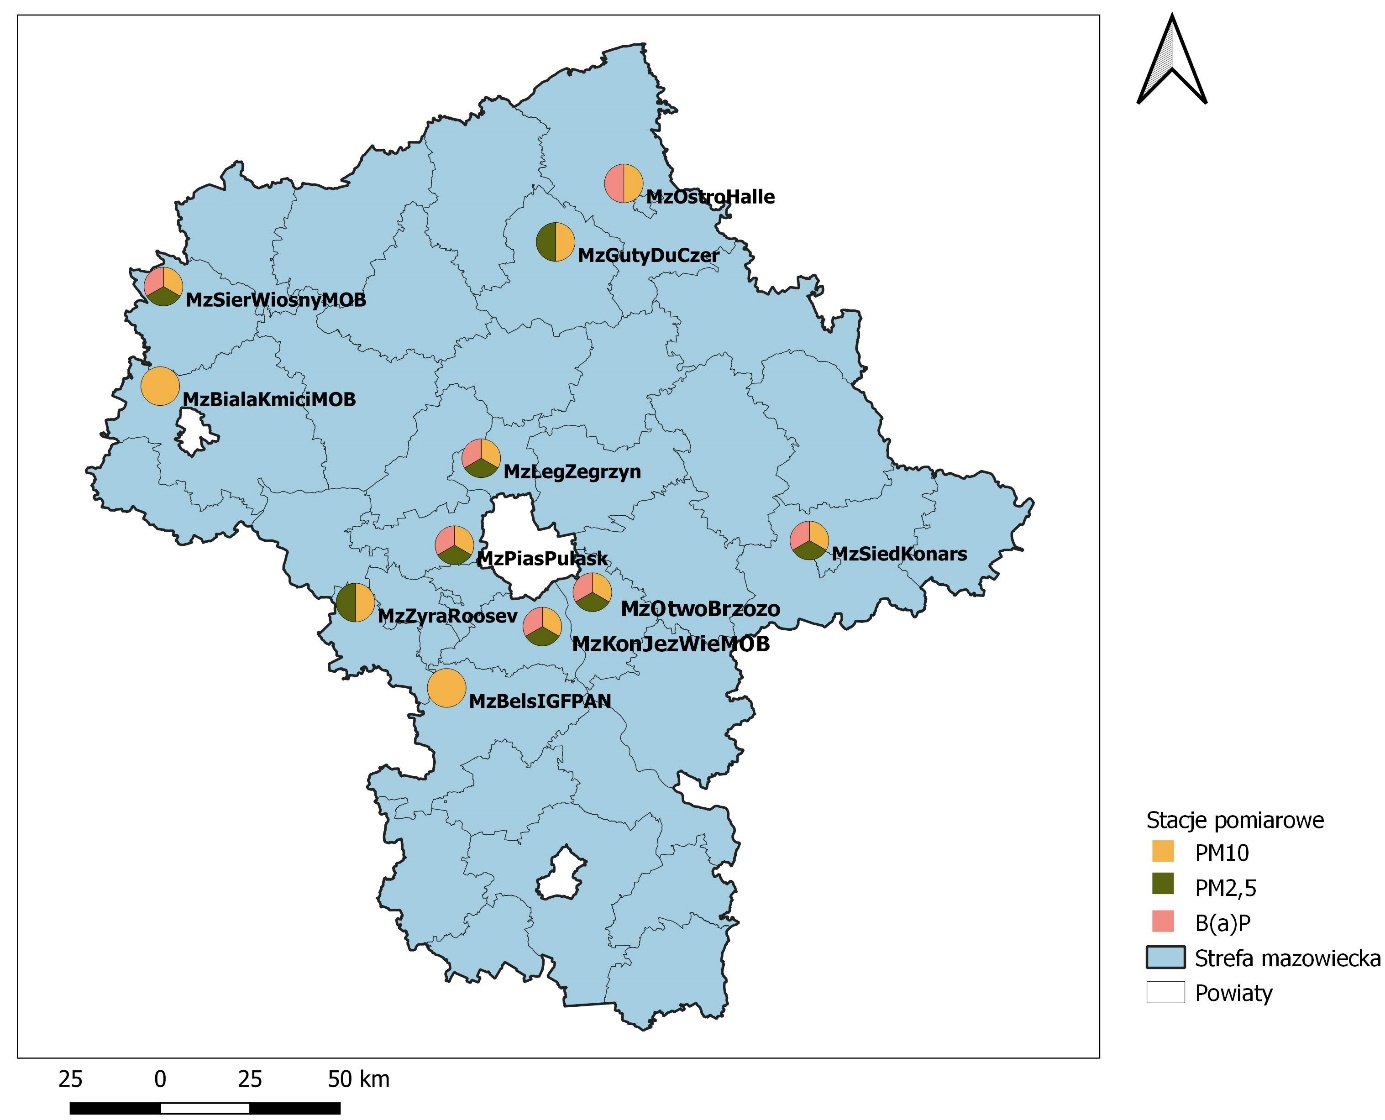 MzOstroHalle
MzGutyDuCzer
MzSierWiosnyMOB
MzBialaKmiciMOB
MzLegZegrzyn
MzPiasPulask
MzSiedKonars
MzOtwoBrzozo
MzZyraRoosev
MzKonJezWieMOB
MzBelsIGFPAN
Stacje pomiarowe
PM10
PM2,5
B(a)P
Strefa mazowiecka
Powiaty
25 0 25 50 km